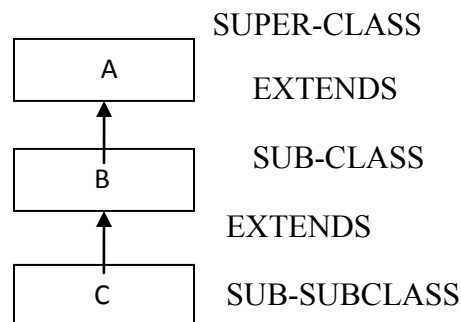 SUPER-CLASS
A
EXTENDS
SUB-CLASS
B
EXTENDS
C
SUB-SUBCLASS